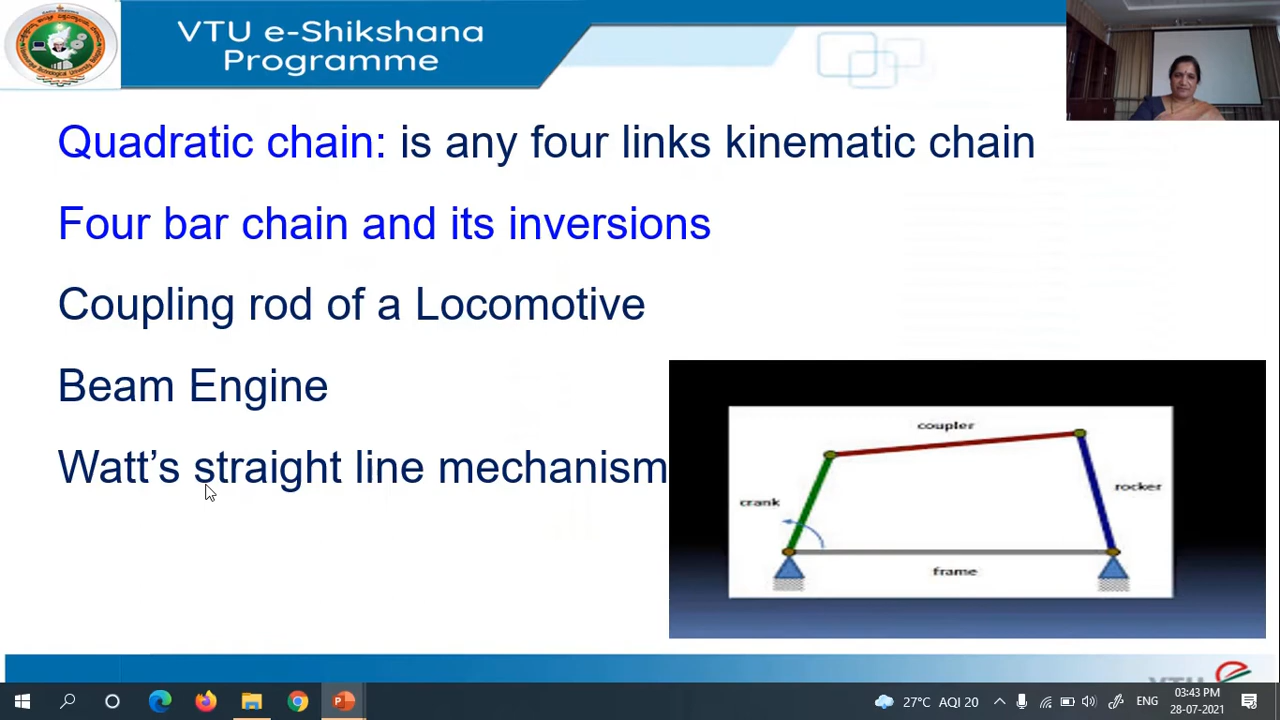 VTU e-Shikshana
Programme
Quadratic chain: is any four links kinematic chain
Four bar chain and its inversions
Coupling rod of a Locomotive
Beam Engine
Watt’s straight line mechanism
coupler
crank
rocker
frame
VTU
27°C AQI 20
ENG
03:43 PM
28-07-2021